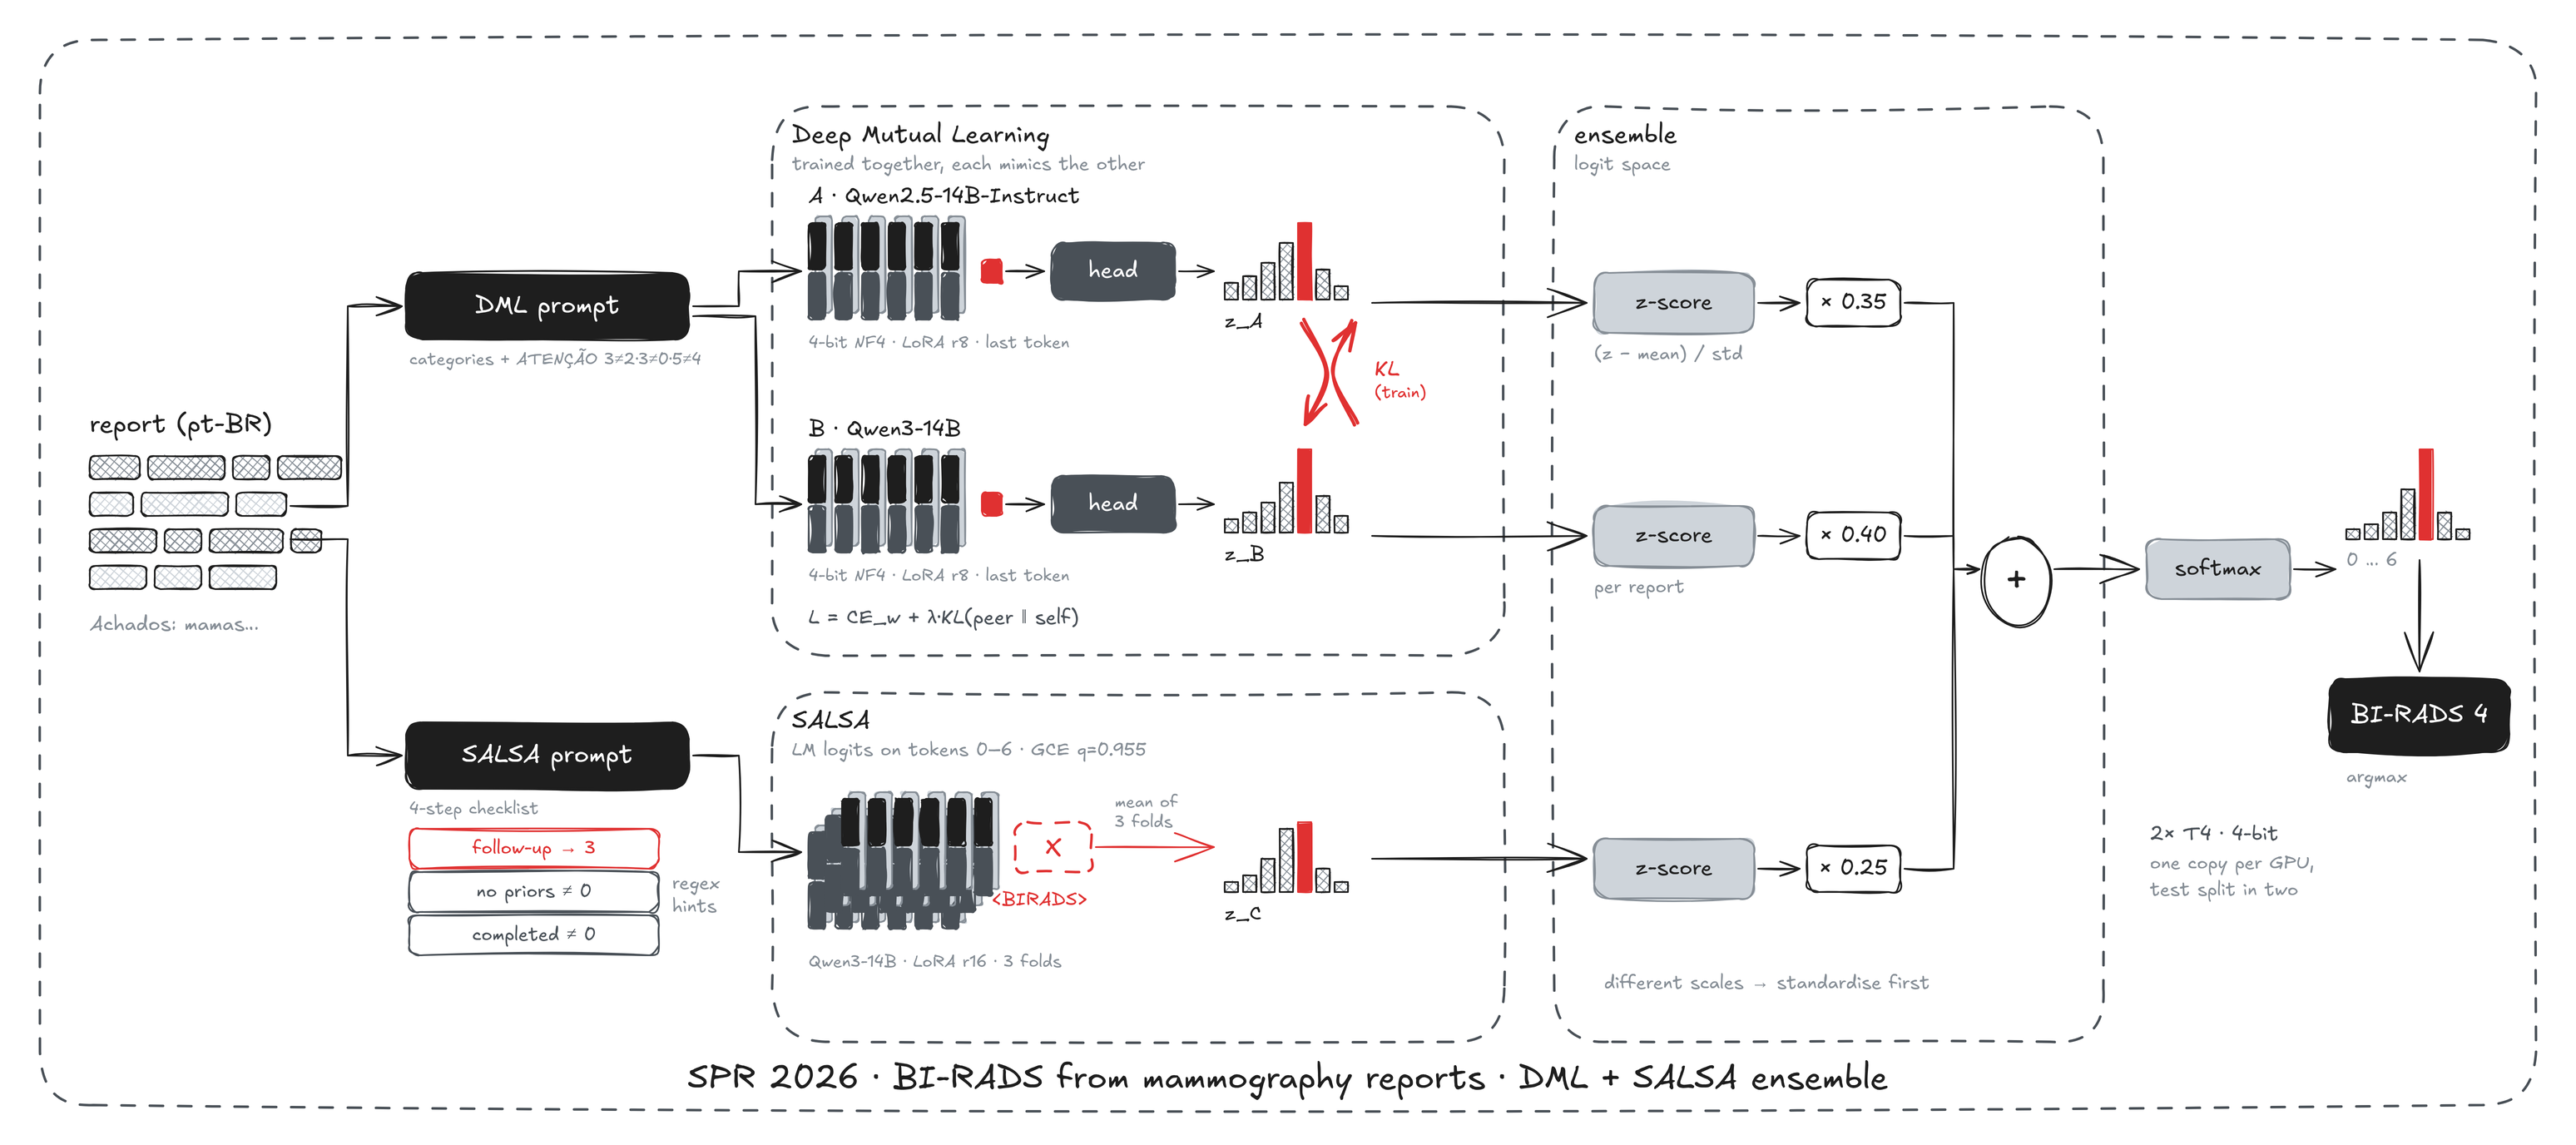 report (pt-BR)
Achados: mamas...
DML prompt
categories + ATENÇÃO 3≠2·3≠0·5≠4
SALSA prompt
4-step checklist
follow-up → 3
no priors ≠ 0
completed ≠ 0
regex
hints
Deep Mutual Learning
trained together, each mimics the other
A · Qwen2.5-14B-Instruct
head
z_A
4-bit NF4 · LoRA r8 · last token
KL
(train)
B · Qwen3-14B
head
z_B
4-bit NF4 · LoRA r8 · last token
L = CE_w + λ·KL(peer ‖ self)
SALSA
LM logits on tokens 0–6 · GCE q=0.955
mean of
3 folds
x
<BIRADS>
z_C
Qwen3-14B · LoRA r16 · 3 folds
ensemble
logit space
z-score
× 0.35
(z - mean) / std
z-score
× 0.40
per report
+
z-score
× 0.25
different scales → standardise first
softmax
0 ... 6
BI-RADS 4
argmax
2× T4 · 4-bit
one copy per GPU,
test split in two
SPR 2026 · BI-RADS from mammography reports · DML + SALSA ensemble